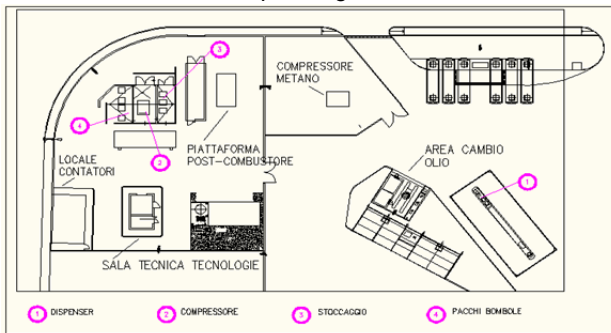 3
COMPRESSORE
METANO
4
2
PIATTAFORMA
POST-COMBUSTORE
AREA CAMBIO
OLIO
LOCALE
CONTATORI
1
SALA TECNICA TECNOLOGIE
1 DISPENSER
2 COMPRESSORE
3 STOCCAGGIO
4 PACCHI BOMBOLE